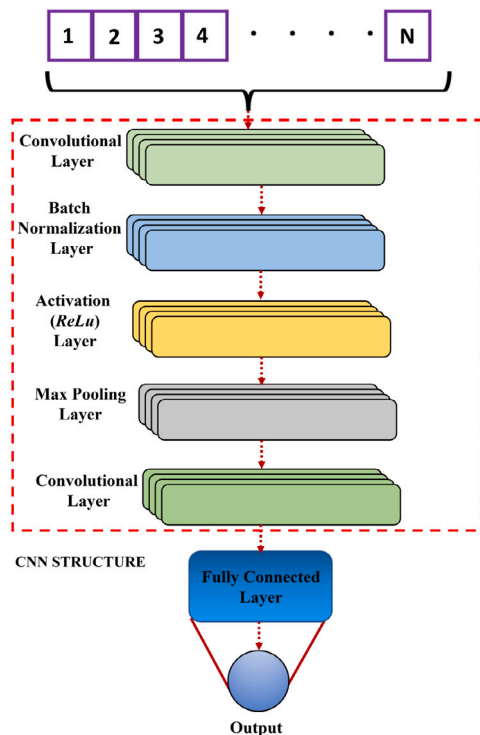 1 2 3 4 . . . . N
Convolutional
Layer
Batch
Normalization
Layer
Activation
(ReLu)
Layer
Max Pooling
Layer
Convolutional
Layer
CNN STRUCTURE
Fully Connected
Layer
Output